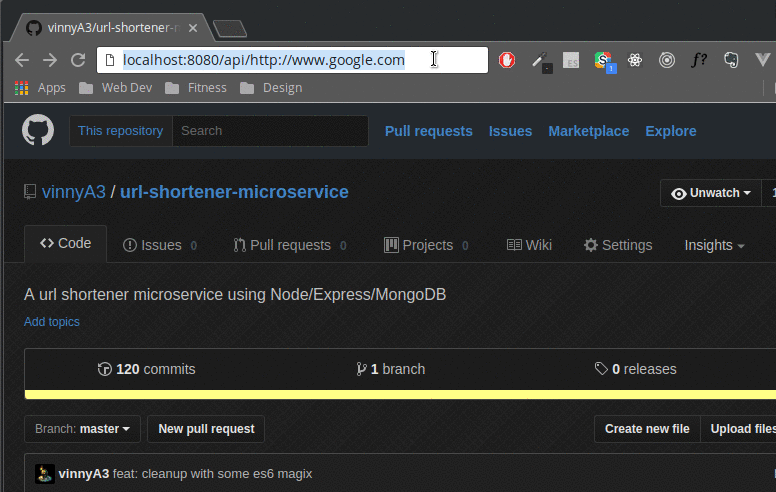 vinnyA3/url-shortener-n
localhost:8080/api/http://www.google.com
ES
1
f?
Apps Web Dev Fitness Design
This repository Search Pull requests Issues Marketplace Explore
vinnyA3 / url-shortener-microservice
Unwatch 1
Code Issues 0 Pull requests 0 Projects 0 Wiki Settings Insights
A url shortener microservice using Node/Express/MongoDB
Add topics
120 commits 1 branch 0 releases
Branch: master New pull request Create new file Upload files
vinnyA3 feat: cleanup with some es6 magix